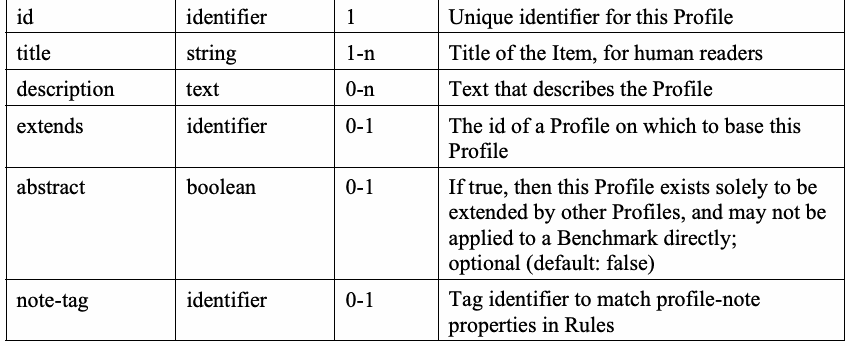 id identifier 1 Unique identifier for this Profile
title string 1-n Title of the Item, for human readers
description text 0-n Text that describes the Profile
extends identifier 0-1 The id of a Profile on which to base this
Profile
abstract boolean 0-1 If true, then this Profile exists solely to be
extended by other Profiles, and may not be
applied to a Benchmark directly;
optional (default: false)
note-tag identifier 0-1 Tag identifier to match profile-note
properties in Rules